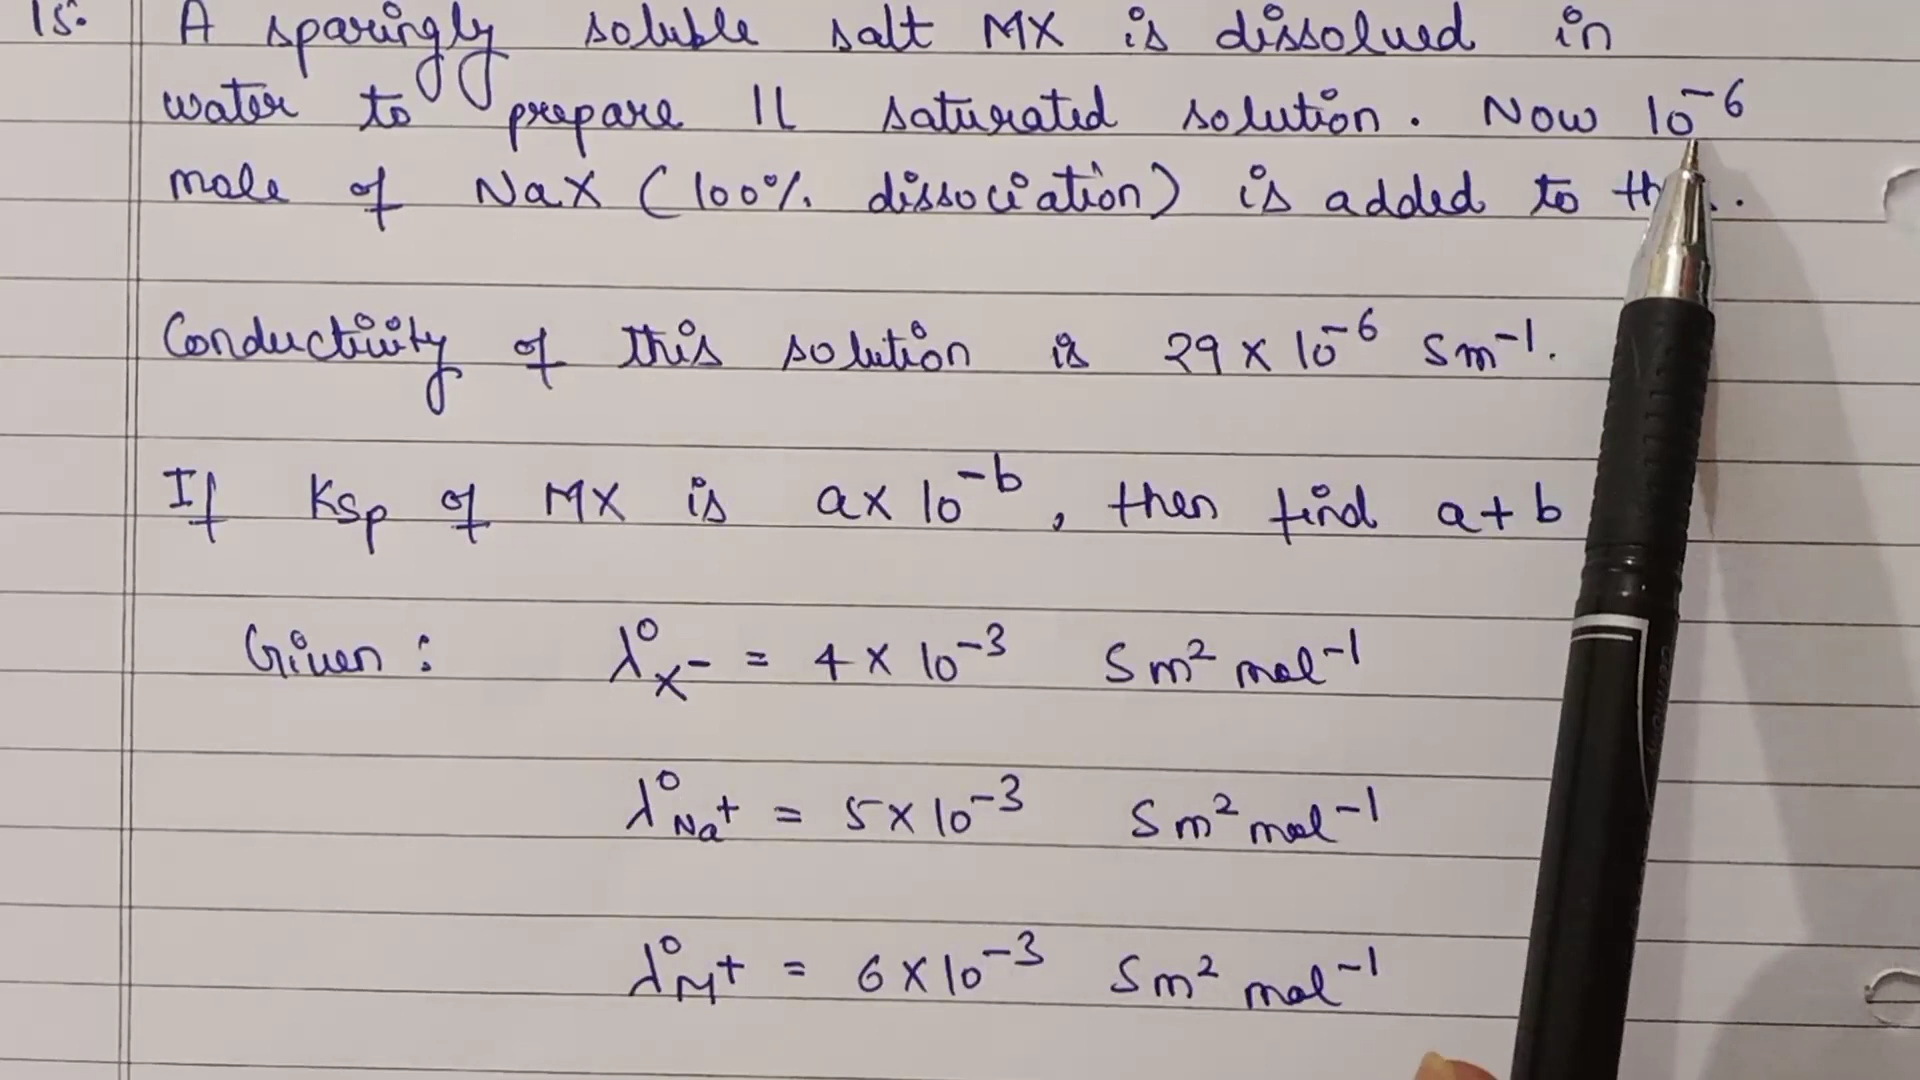 15. A sparingly soluble salt MX is dissolved in
water to prepare 1L saturated solution. Now 10⁻⁶
mole of NaX (100% dissociation) is added to
Conductivity of this solution is 29 × 10⁻⁶ Sm⁻¹.
If Ksp of MX is a × 10⁻ᵇ, then find a + b
Given : λ°X⁻ = 4 × 10⁻³ Sm² mol⁻¹
λ°Na⁺ = 5 × 10⁻³ Sm² mol⁻¹
λ°M⁺ = 6 × 10⁻³ Sm² mol⁻¹